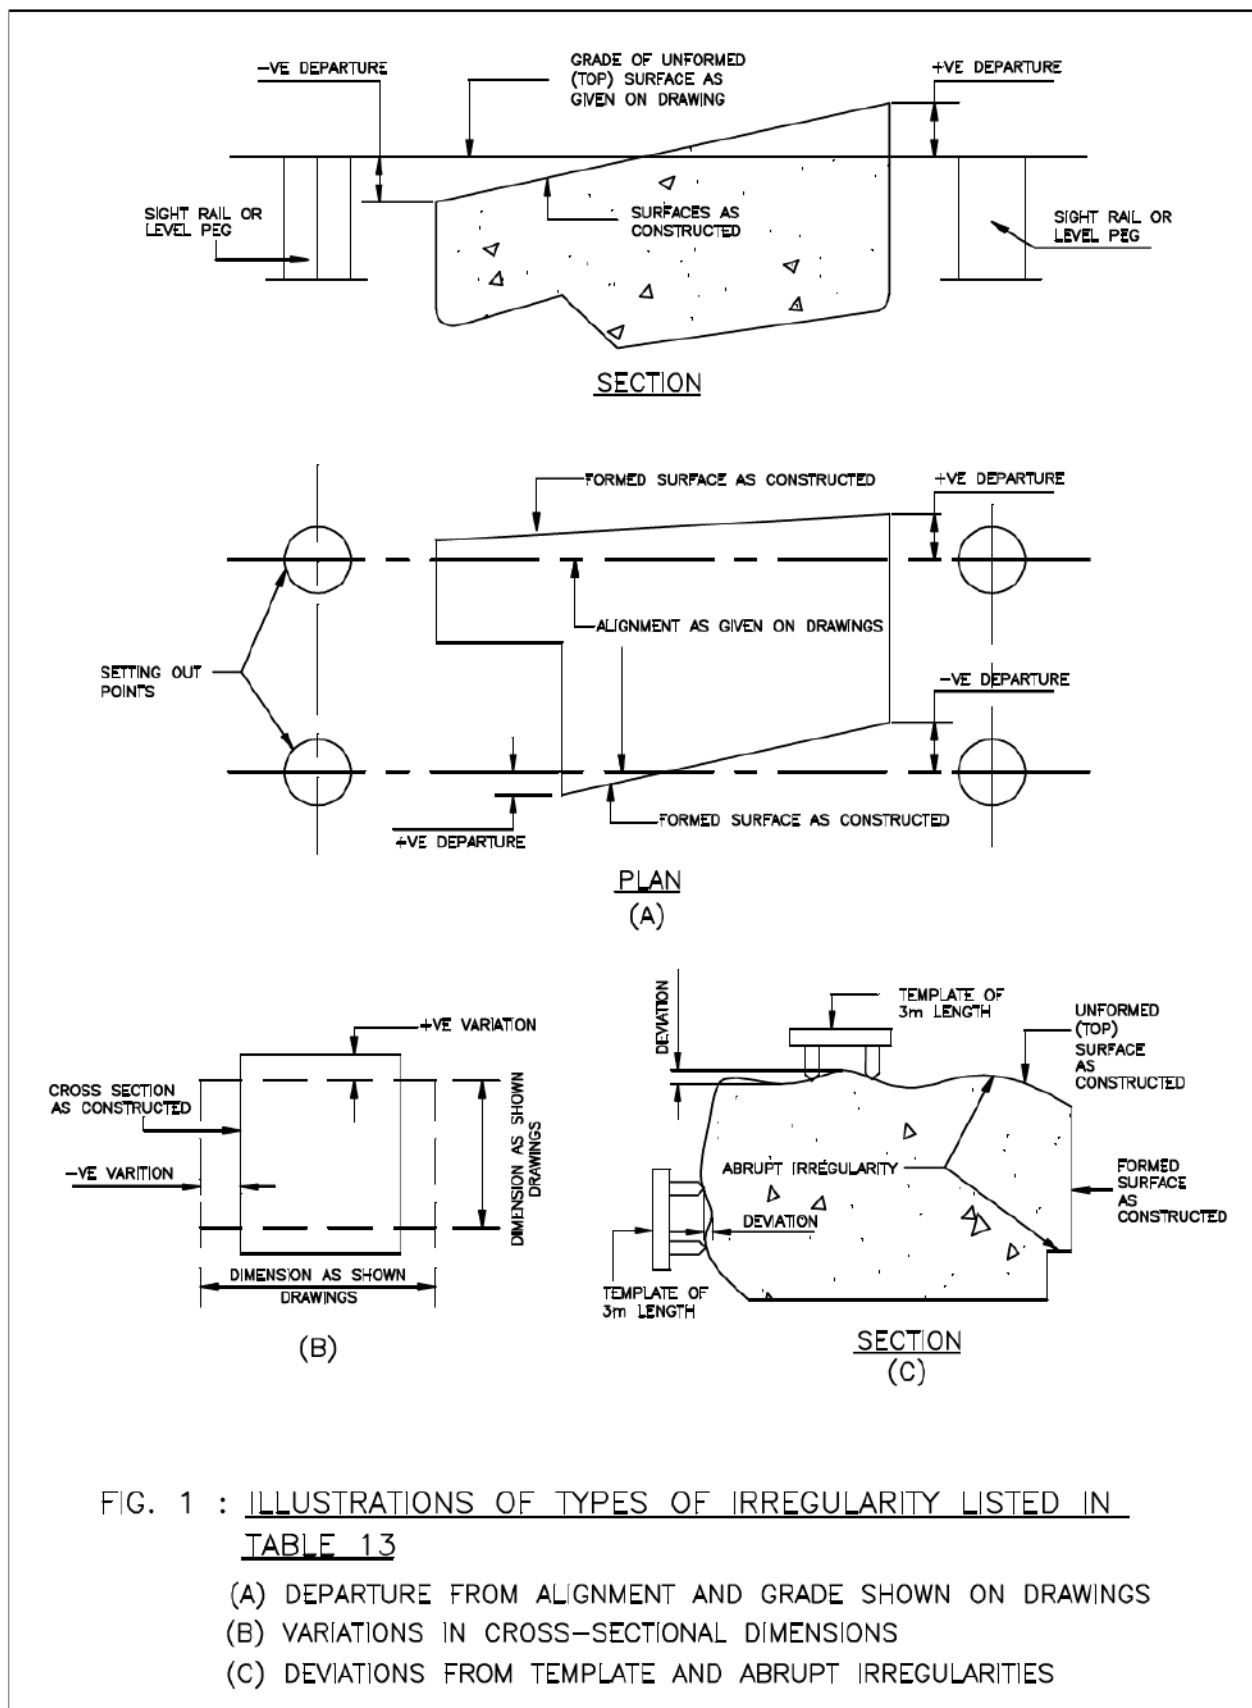 -VE DEPARTURE
GRADE OF UNFORMED
(TOP) SURFACE AS
GIVEN ON DRAWING
+VE DEPARTURE
SIGHT RAIL OR
LEVEL PEG
SURFACES AS
CONSTRUCTED
SIGHT RAIL OR
LEVEL PEG
SECTION
FORMED SURFACE AS CONSTRUCTED
+VE DEPARTURE
ALIGNMENT AS GIVEN ON DRAWINGS
SETTING OUT
POINTS
-VE DEPARTURE
FORMED SURFACE AS CONSTRUCTED
+VE DEPARTURE
PLAN
(A)
+VE VARIATION
CROSS SECTION
AS CONSTRUCTED
-VE VARITION
DIMENSION AS SHOWN
DRAWINGS
DIMENSION AS SHOWN
DRAWINGS
(B)
DEVIATION
TEMPLATE OF
3m LENGTH
UNFORMED
(TOP)
SURFACE
AS
CONSTRUCTED
ABRUPT IRREGULARITY
FORMED
SURFACE
AS
CONSTRUCTED
DEVIATION
TEMPLATE OF
3m LENGTH
SECTION
(C)
FIG. 1 : ILLUSTRATIONS OF TYPES OF IRREGULARITY LISTED IN
TABLE 13
(A) DEPARTURE FROM ALIGNMENT AND GRADE SHOWN ON DRAWINGS
(B) VARIATIONS IN CROSS-SECTIONAL DIMENSIONS
(C) DEVIATIONS FROM TEMPLATE AND ABRUPT IRREGULARITIES